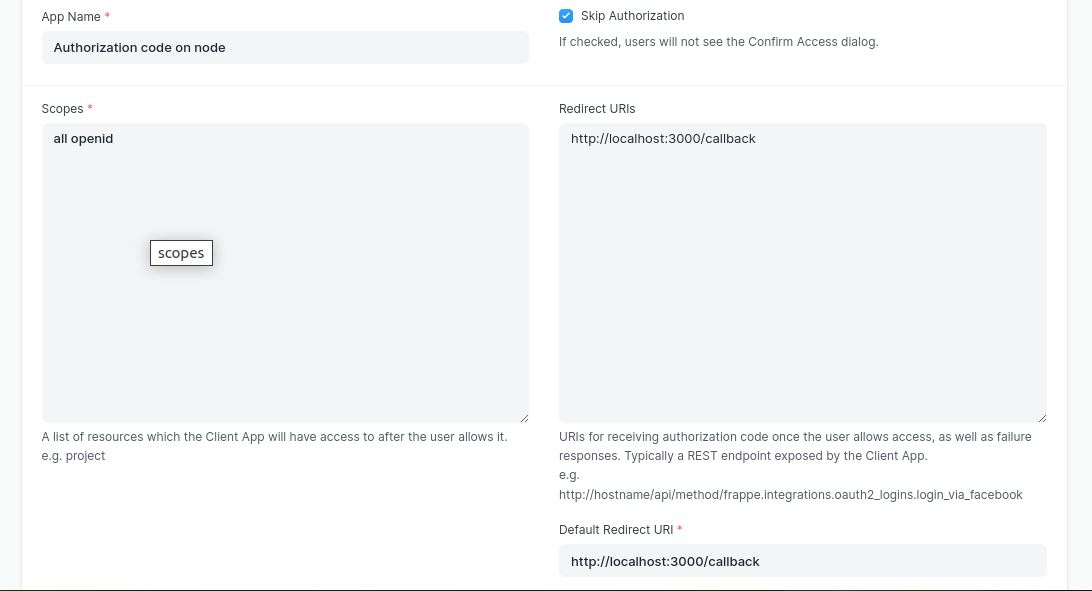 App Name *
Authorization code on node
Skip Authorization
If checked, users will not see the Confirm Access dialog.
Scopes *
all openid
scopes
A list of resources which the Client App will have access to after the user allows it.
e.g. project
Redirect URIs
http://localhost:3000/callback
URIs for receiving authorization code once the user allows access, as well as failure
responses. Typically a REST endpoint exposed by the Client App.
e.g.
http://hostname/api/method/frappe.integrations.oauth2_logins.login_via_facebook
Default Redirect URI *
http://localhost:3000/callback